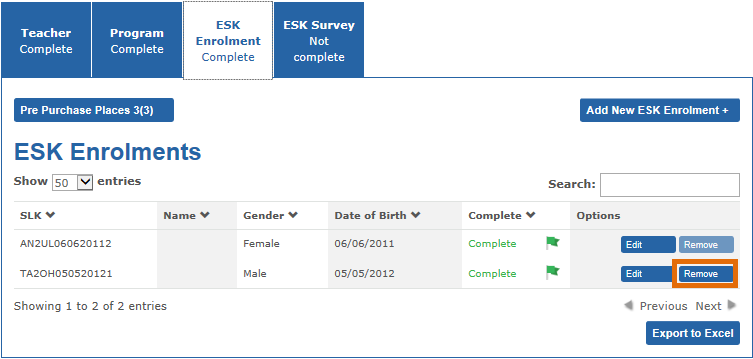 Teacher
Complete
Program
Complete
ESK
Enrolment
Complete
ESK Survey
Not
complete
Pre Purchase Places 3(3)
Add New ESK Enrolment +
ESK Enrolments
Show 50 entries
Search:
SLK Name Gender Date of Birth Complete Options
AN2UL060620112 Female 06/06/2011 Complete Edit Remove
TA2OH050520121 Male 05/05/2012 Complete Edit Remove
Showing 1 to 2 of 2 entries
Previous Next
Export to Excel